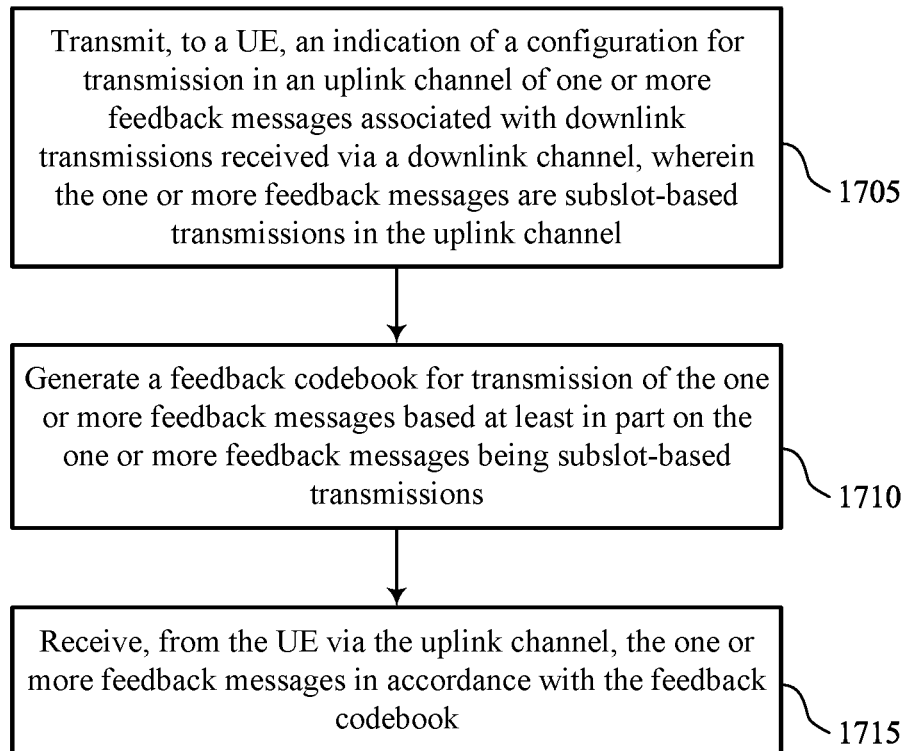 Transmit, to a UE, an indication of a configuration for
transmission in an uplink channel of one or more
feedback messages associated with downlink
transmissions received via a downlink channel, wherein
the one or more feedback messages are subslot-based
transmissions in the uplink channel
1705
Generate a feedback codebook for transmission of the one
or more feedback messages based at least in part on the
one or more feedback messages being subslot-based
transmissions
1710
Receive, from the UE via the uplink channel, the one or
more feedback messages in accordance with the feedback
codebook
1715